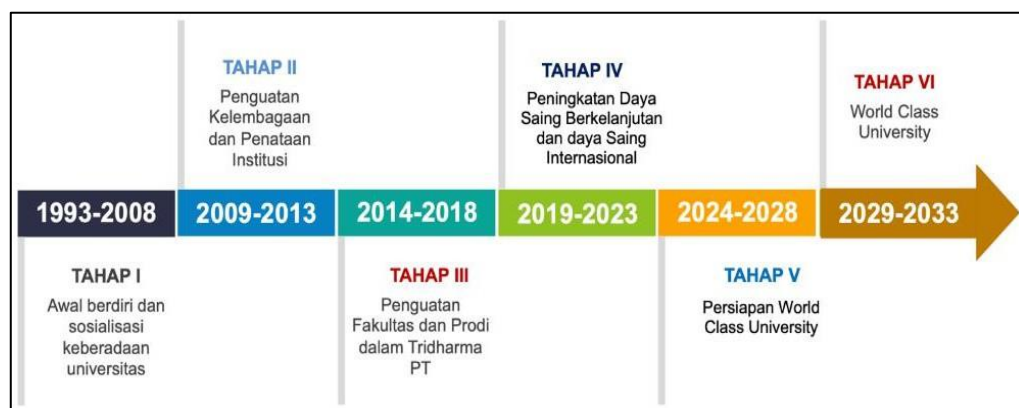 TAHAP II
Penguatan
Kelembagaan
dan Penataan
Institusi
TAHAP IV
Peningkatan Daya
Saing Berkelanjutan
dan daya Saing
Internasional
TAHAP VI
World Class
University
1993-2008
2009-2013
2014-2018
2019-2023
2024-2028
2029-2033
TAHAP I
Awal berdiri dan
sosialisasi
keberadaan
universitas
TAHAP III
Penguatan
Fakultas dan Prodi
dalam Tridharma
PT
TAHAP V
Persiapan World
Class University